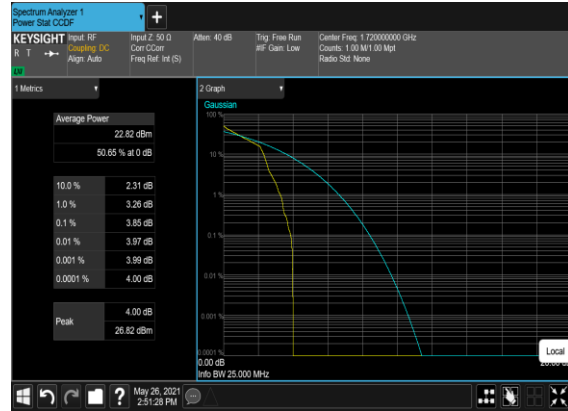 Spectrum Analyzer 1
Power Stat CCDF
KEYSIGHT
R T
LXI
Input: RF
Coupling: DC
Align: Auto
Input Z: 50 Ω
Corr CCorr
Freq Ref: Int (S)
Atten: 40 dB
Trig: Free Run
#IF Gain: Low
Center Freq: 1.720000000 GHz
Counts: 1.00 M/1.00 Mpt
Radio Std: None
1 Metrics
Average Power
22.82 dBm
50.65 % at 0 dB
10.0 % 2.31 dB
1.0 % 3.26 dB
0.1 % 3.85 dB
0.01 % 3.97 dB
0.001 % 3.99 dB
0.0001 % 4.00 dB
Peak
4.00 dB
26.82 dBm
2 Graph
Gaussian
100 %
10 %
1 %
0.1 %
0.01 %
0.001 %
0.0001 %
0.00 dB
Info BW 25.000 MHz
Local
May 26, 2021
2:51:28 PM